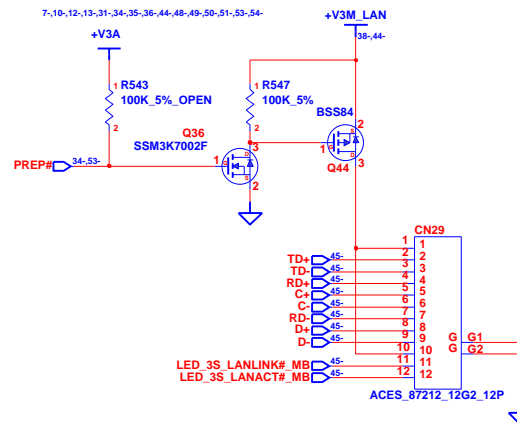 7-,10-,12-,13-,31-,34-,35-,36-,44-,48-,49-,50-,51-,53-,54-
+V3A
+V3M_LAN
38-,44-
1
R543
100K_5%_OPEN
2
1
R547
100K_5%
2
BSS84
2
1
G
D
S
3
Q44
Q36
SSM3K7002F
3
D
1
G
S
2
PREP#
34-,53-
CN29
1
1
TD+
45-
2
2
TD-
45-
3
3
RD+
45-
4
4
C+
45-
5
5
C-
45-
6
6
RD-
45-
7
7
D+
45-
8
8
D-
45-
9
9
G
G1
10
10
G
G2
LED_3S_LANLINK#_MB
45-
11
11
LED_3S_LANACT#_MB
45-
12
12
ACES_87212_12G2_12P